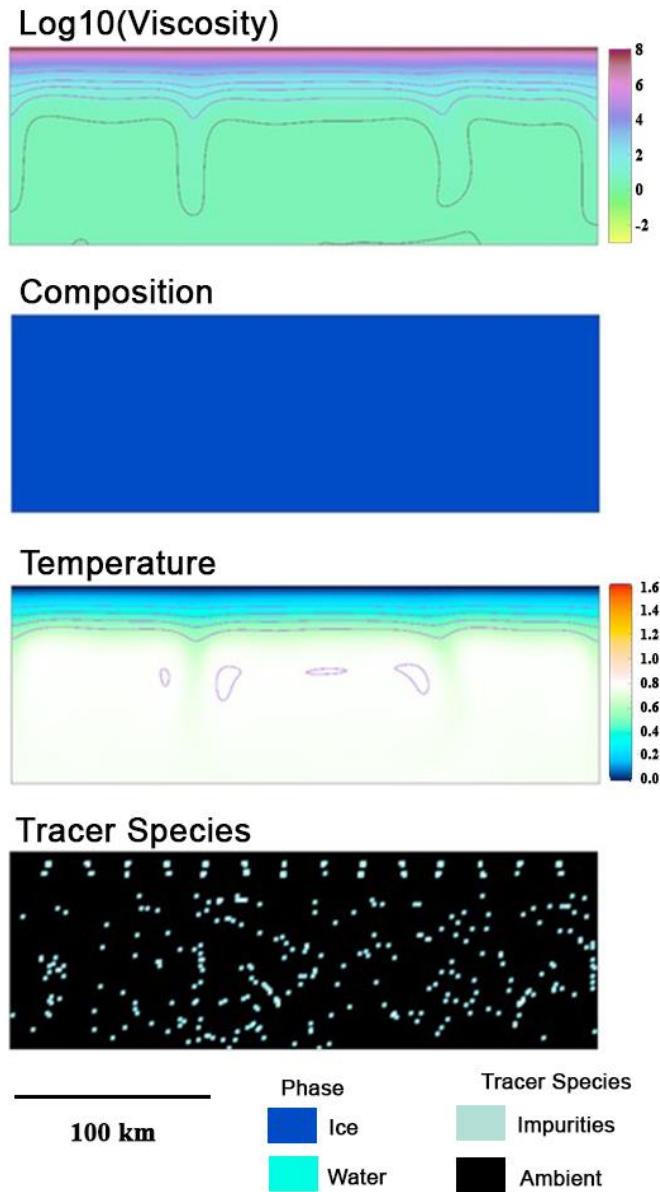 Log10(Viscosity)
8
6
4
2
0
-2
Composition
Temperature
1.6
1.4
1.2
1.0
0.8
0.6
0.4
0.2
0.0
Tracer Species
Phase
Tracer Species
100 km
Ice
Impurities
Water
Ambient